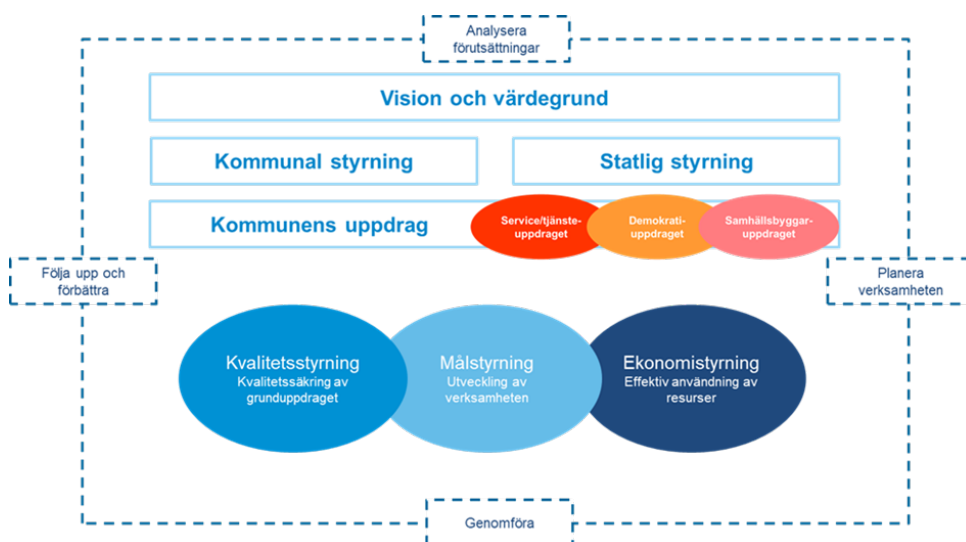 Analysera
förutsättningar
Vision och värdegrund
Kommunal styrning
Statlig styrning
Kommunens uppdrag
Service/tjänste-
uppdraget
Demokrati-
uppdraget
Samhällsbyggar-
uppdraget
Följa upp och
förbättra
Planera
verksamheten
Kvalitetsstyrning
Kvalitetssäkring av
grunduppdraget
Målstyrning
Utveckling av
verksamheten
Ekonomistyrning
Effektiv användning av
resurser
Genomföra